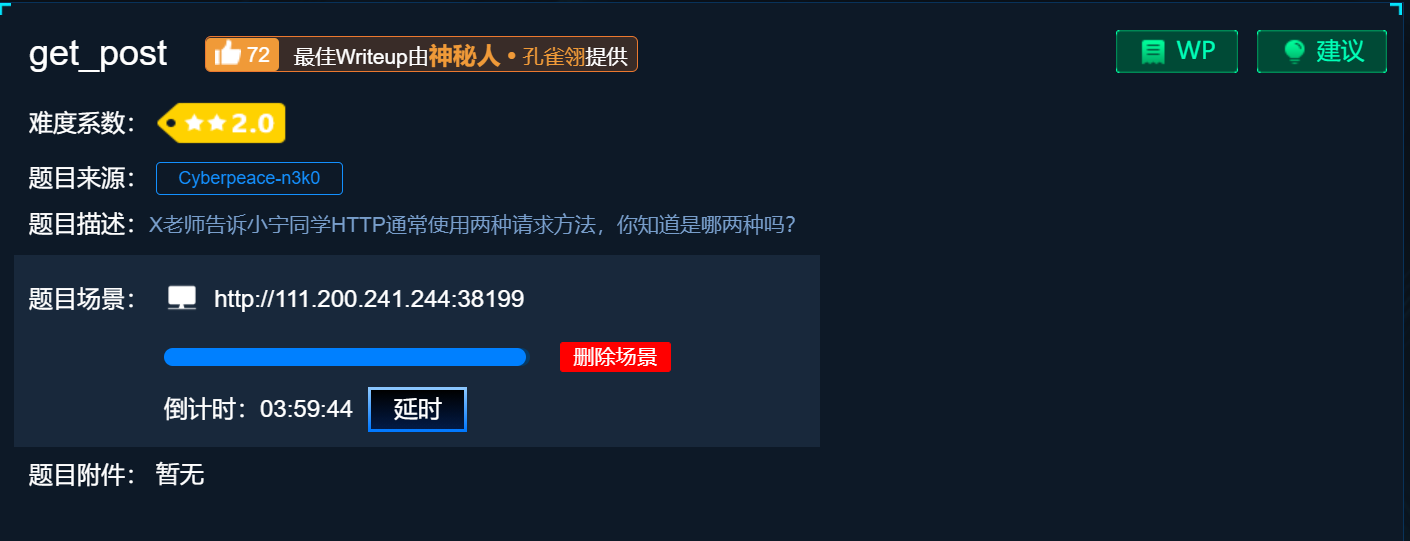 get_post 72 最佳Writeup由神秘人•孔雀翎提供 WP 建议
难度系数： 2.0
题目来源： Cyberpeace-n3k0
题目描述：X老师告诉小宁同学HTTP通常使用两种请求方法，你知道是哪两种吗？
题目场景： http://111.200.241.244:38199
删除场景
倒计时：03:59:44 延时
题目附件： 暂无